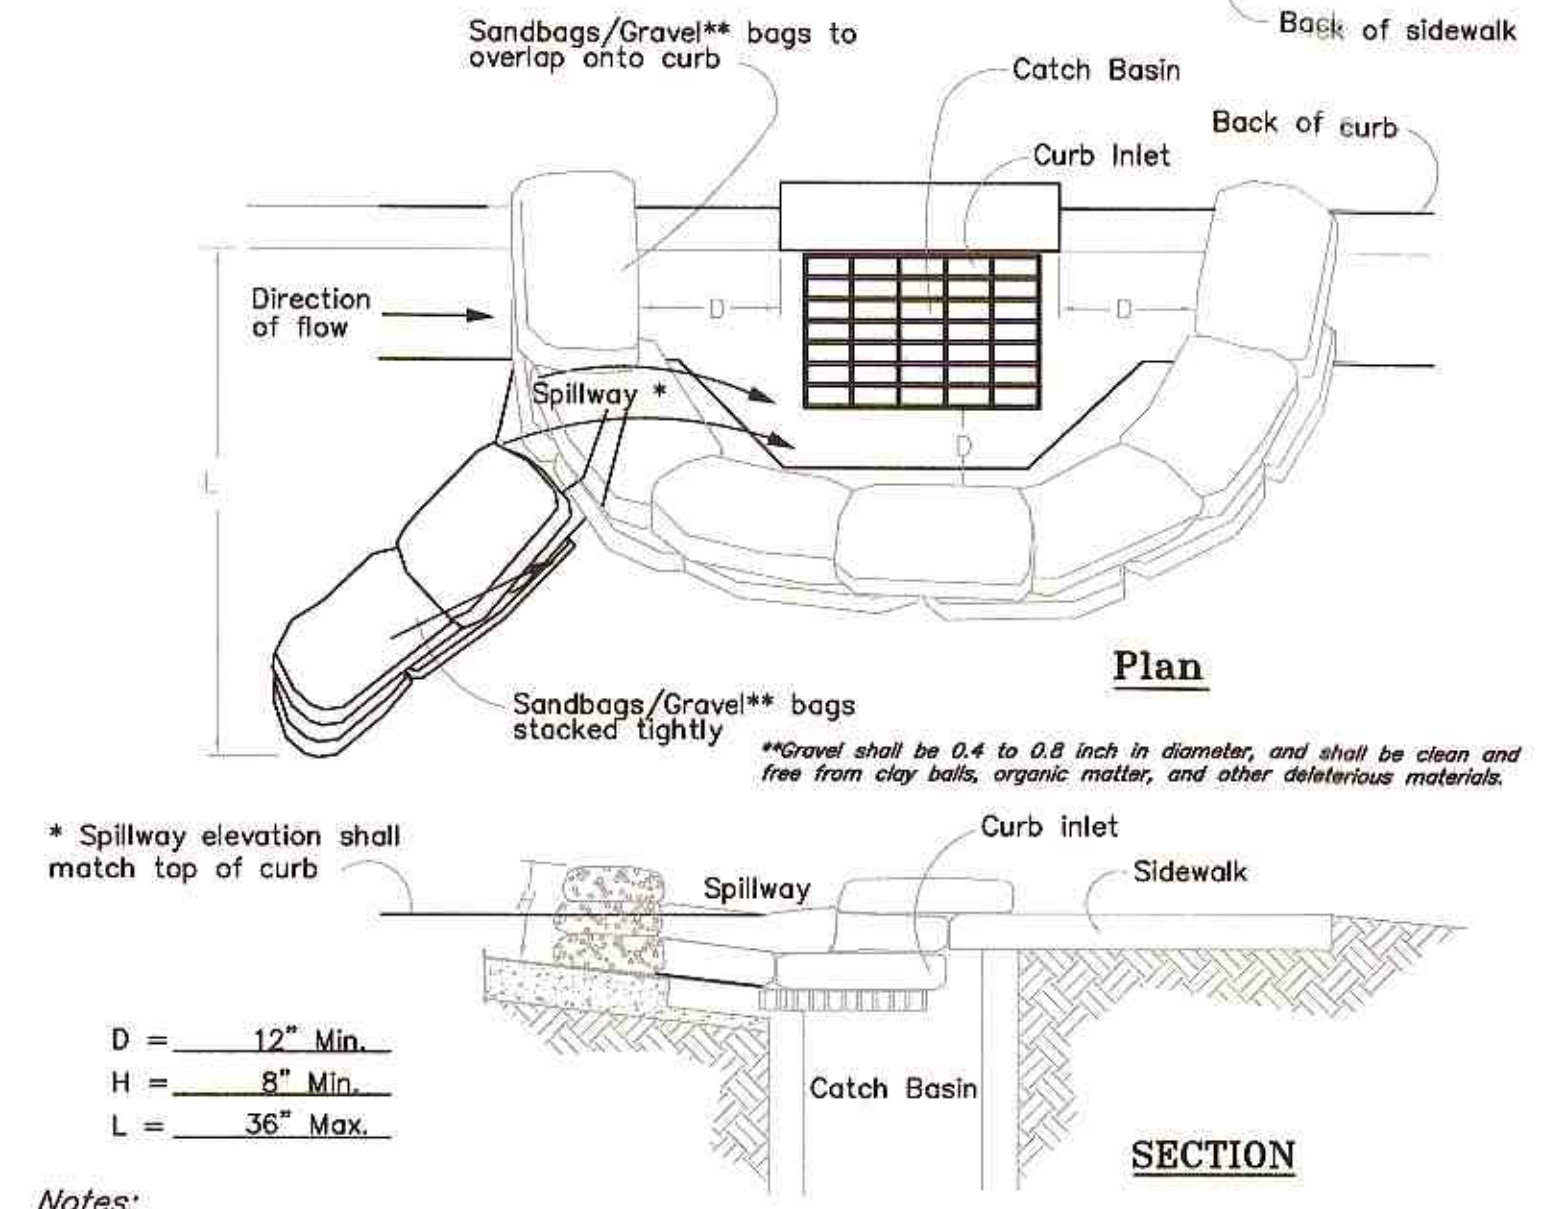 Sandbags/Gravel** bags to
overlap onto curb
Back of sidewalk
Catch Basin
Back of curb
Curb Inlet
Direction
of flow
D
D
Spillway *
D
L
Plan
Sandbags/Gravel** bags
stacked tightly
**Gravel shall be 0.4 to 0.8 inch in diameter, and shall be clean and
free from clay balls, organic matter, and other deleterious materials.
* Spillway elevation shall
match top of curb
Curb inlet
Spillway
Sidewalk
H
D = 12" Min.
H = 8" Min.
L = 36" Max.
Catch Basin
SECTION
Notes: